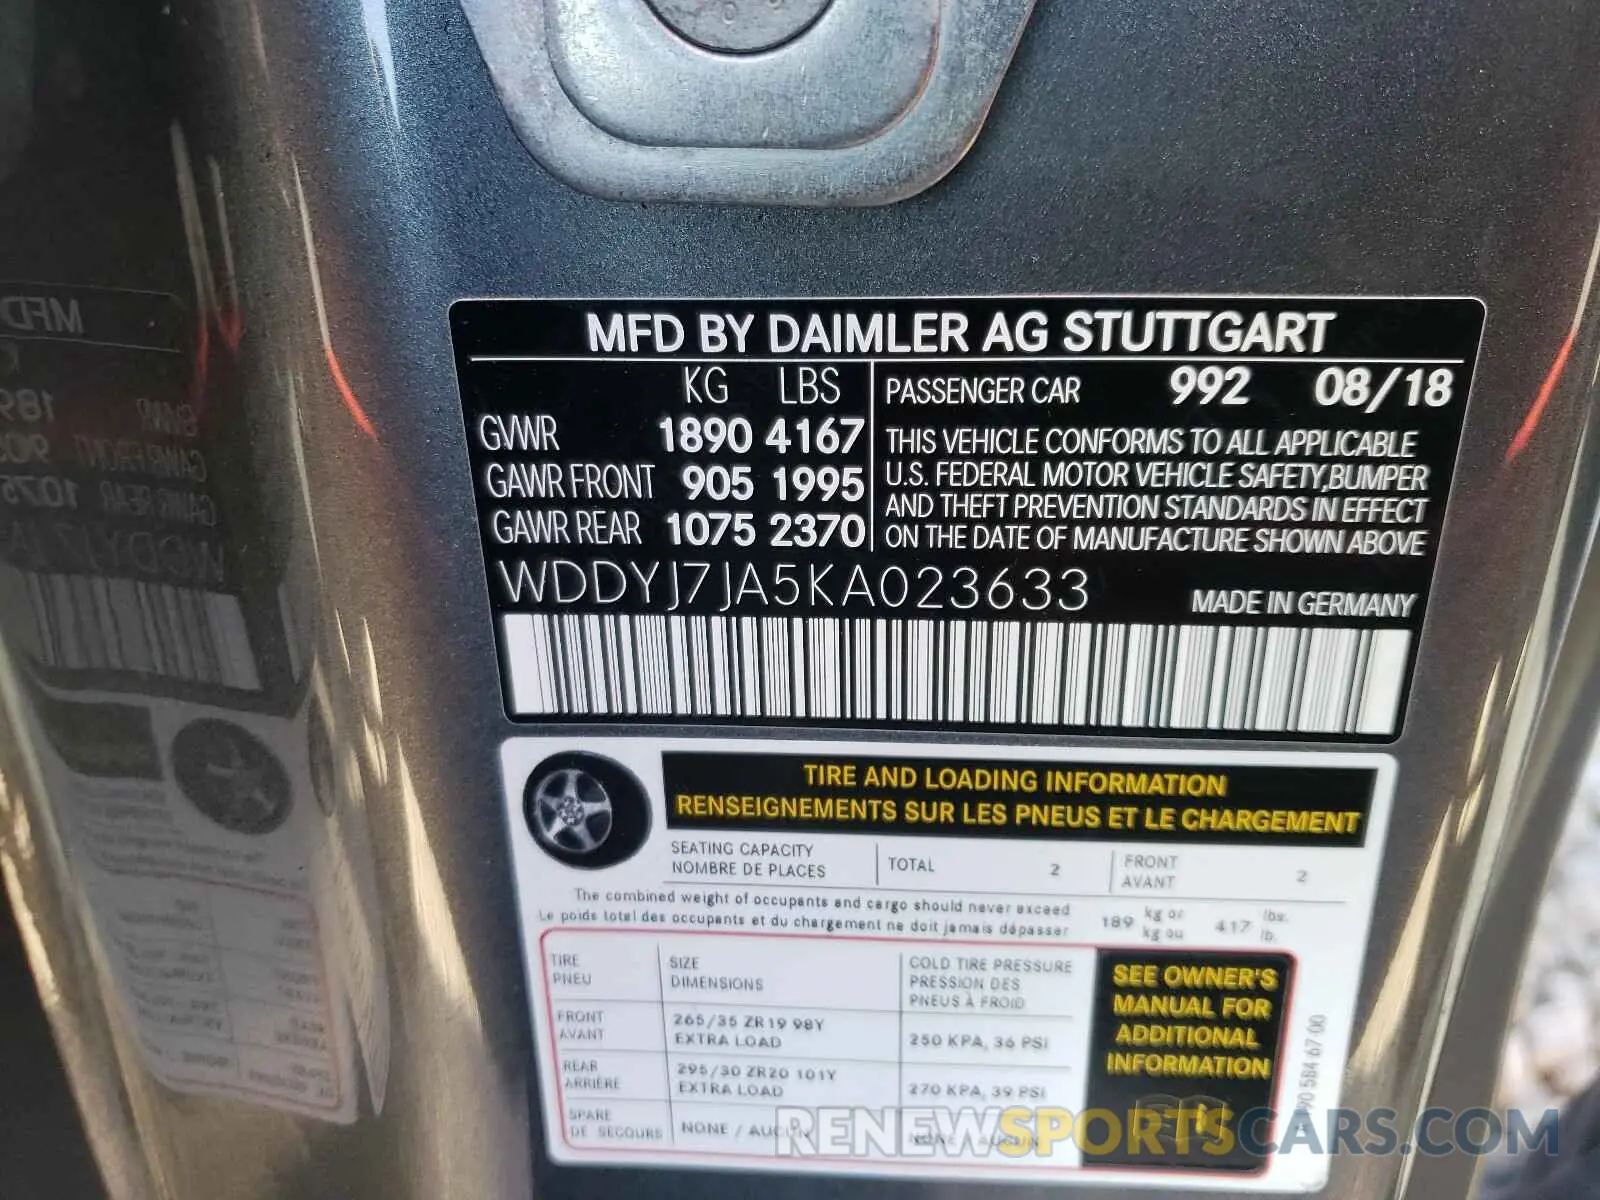 MFD BY DAIMLER AG STUTTGART
KG LBS
GVWR 1890 4167
GAWR FRONT 905 1995
GAWR REAR 1075 2370
PASSENGER CAR 992 08/18
THIS VEHICLE CONFORMS TO ALL APPLICABLE
U.S. FEDERAL MOTOR VEHICLE SAFETY,BUMPER
AND THEFT PREVENTION STANDARDS IN EFFECT
ON THE DATE OF MANUFACTURE SHOWN ABOVE
WDDYJ7JA5KA023633
MADE IN GERMANY
TIRE AND LOADING INFORMATION
RENSEIGNEMENTS SUR LES PNEUS ET LE CHARGEMENT
SEATING CAPACITY
NOMBRE DE PLACES
TOTAL 2
FRONT
AVANT
2
The combined weight of occupants and cargo should never exceed
Le poids total des occupants et du chargement ne doit jamais dépasser
189 kg or
kg ou
417 lbs.
lb.
TIRE
PNEU
SIZE
DIMENSIONS
COLD TIRE PRESSURE
PRESSION DES
PNEUS À FROID
FRONT
AVANT
265/35 ZR19 98Y
EXTRA LOAD
250 KPA, 36 PSI
REAR
ARRIÈRE
295/30 ZR20 101Y
EXTRA LOAD
270 KPA, 39 PSI
SPARE
DE SECOURS
NONE / AUCUN
NONE / AUCUN
SEE OWNER'S
MANUAL FOR
ADDITIONAL
INFORMATION
90 584 67 00
RENEWSPORTSCARS.COM